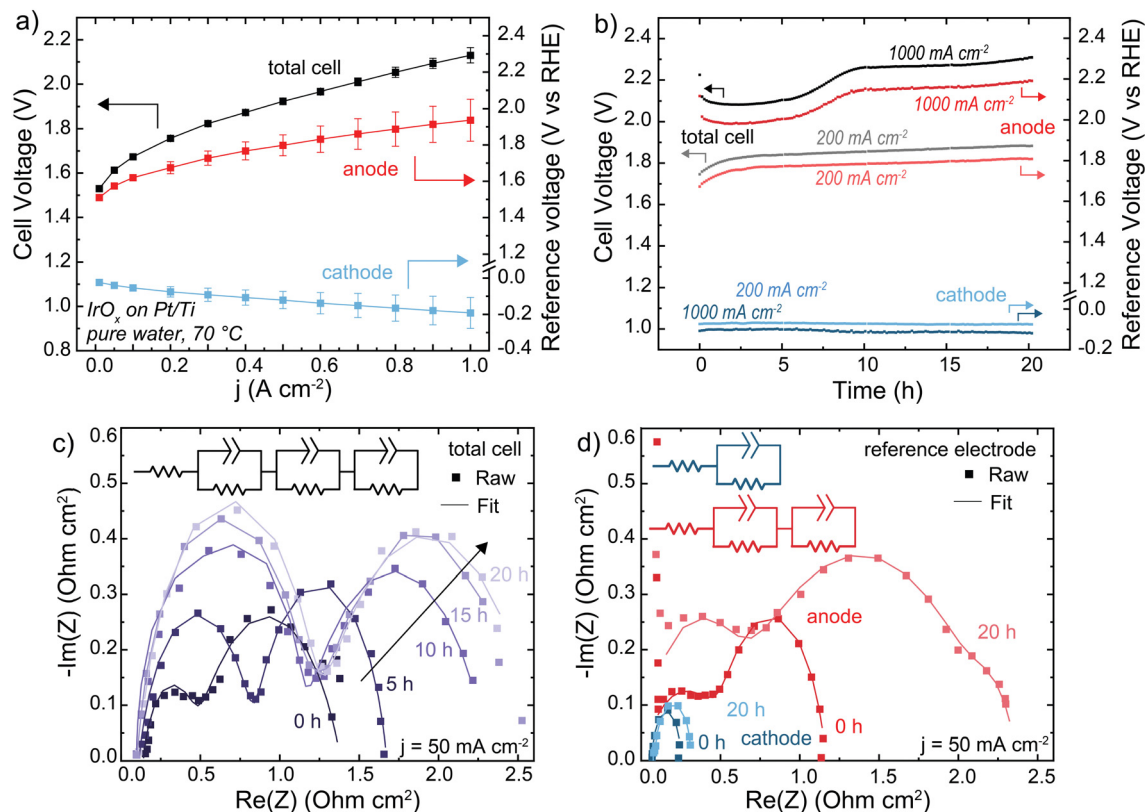 a)
2.2
2.0
1.8
1.6
1.4
1.2
1.0
0.8
Cell Voltage (V)
total cell
anode
cathode
IrOₓ on Pt/Ti
pure water, 70 °C
0.0 0.2 0.4 0.6 0.8 1.0
j (A cm⁻²)
2.4
2.2
2.0
1.8
1.6
1.4
1.2
0.0
-0.2
-0.4
Reference voltage (V vs RHE)
b)
2.4
2.2
2.0
1.8
1.6
1.4
1.2
1.0
Cell Voltage (V)
1000 mA cm⁻²
1000 mA cm⁻²
anode
total cell
200 mA cm⁻²
200 mA cm⁻²
200 mA cm⁻²
cathode
1000 mA cm⁻²
0 5 10 15 20
Time (h)
2.4
2.2
2.0
1.8
1.6
1.4
1.2
0.0
-0.2
Reference Voltage (V vs RHE)
c)
0.6
0.5
0.4
0.3
0.2
0.1
0.0
-Im(Z) (Ohm cm²)
total cell
Raw
Fit
20 h
15 h
10 h
5 h
0 h
j = 50 mA cm⁻²
0.0 0.5 1.0 1.5 2.0 2.5
Re(Z) (Ohm cm²)
d)
0.6
0.5
0.4
0.3
0.2
0.1
0.0
-Im(Z) (Ohm cm²)
reference electrode
Raw
Fit
anode
20 h
20 h
0 h
cathode
0 h
j = 50 mA cm⁻²
0.0 0.5 1.0 1.5 2.0 2.5
Re(Z) (Ohm cm²)